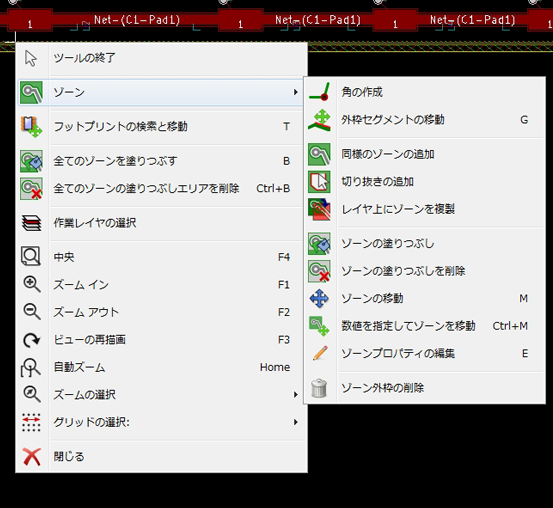 1 Net-(C1-Pad1) 1 Net-(C1-Pad1) 1 Net-(C1-Pad1) 1
ツールの終了
ゾーン
フットプリントの検索と移動 T
全てのゾーンを塗りつぶす B
全てのゾーンの塗りつぶしエリアを削除 Ctrl+B
作業レイヤの選択
中央 F4
ズーム イン F1
ズーム アウト F2
ビューの再描画 F3
自動ズーム Home
ズームの選択
グリッドの選択:
閉じる
角の作成
外枠セグメントの移動 G
同様のゾーンの追加
切り抜きの追加
レイヤ上にゾーンを複製
ゾーンの塗りつぶし
ゾーンの塗りつぶしを削除
ゾーンの移動 M
数値を指定してゾーンを移動 Ctrl+M
ゾーンプロパティの編集 E
ゾーン外枠の削除